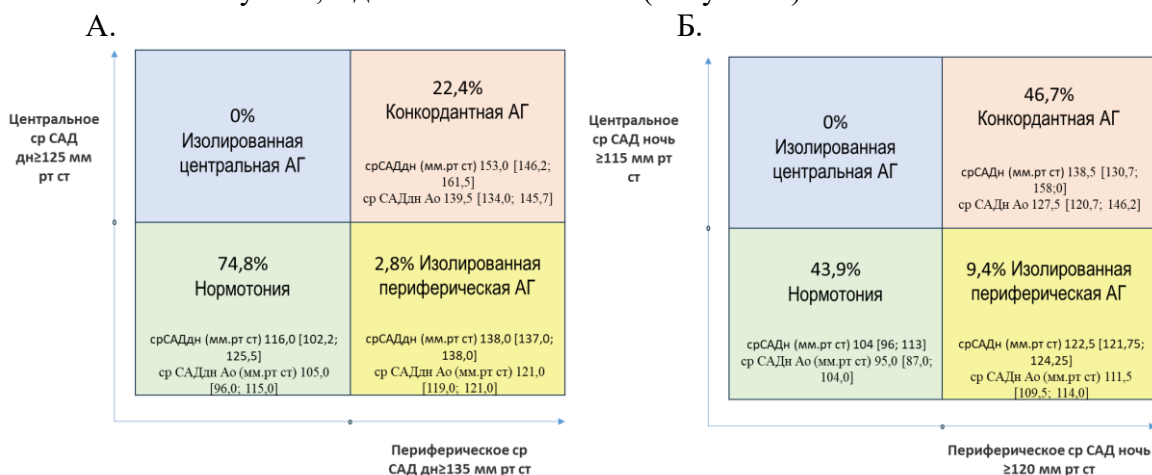 А.
Центральное
ср САД
дн≥125 мм
рт ст
0%
Изолированная
центральная АГ
22,4%
Конкордантная АГ
срСАДдн (мм.рт ст) 153,0 [146,2;
161,5]
ср САДдн Ао 139,5 [134,0; 145,7]
74,8%
Нормотония
срСАДдн (мм.рт ст) 116,0 [102,2;
125,5]
ср САДдн Ао (мм.рт ст) 105,0
[96,0; 115,0]
2,8% Изолированная
периферическая АГ
срСАДдн (мм.рт ст) 138,0 [137,0;
138,0]
ср САДдн Ао (мм.рт ст) 121,0
[119,0; 121,0]
Периферическое ср
САД дн≥135 мм рт ст
Б.
Центральное
ср САД ночь
≥115 мм рт
ст
0%
Изолированная
центральная АГ
46,7%
Конкордантная АГ
срСАДн (мм.рт ст) 138,5 [130,7;
158;0]
ср САДн Ао 127,5 [120,7; 146,2]
43,9%
Нормотония
срСАДн (мм.рт ст) 104 [96; 113]
ср САДн Ао (мм.рт ст) 95,0 [87,0;
104,0]
9,4% Изолированная
периферическая АГ
срСАДн (мм.рт ст) 122,5 [121,75;
124,25]
ср САДн Ао (мм.рт ст) 111,5
[109,5; 114,0]
Периферическое ср САД ночь
≥120 мм рт ст